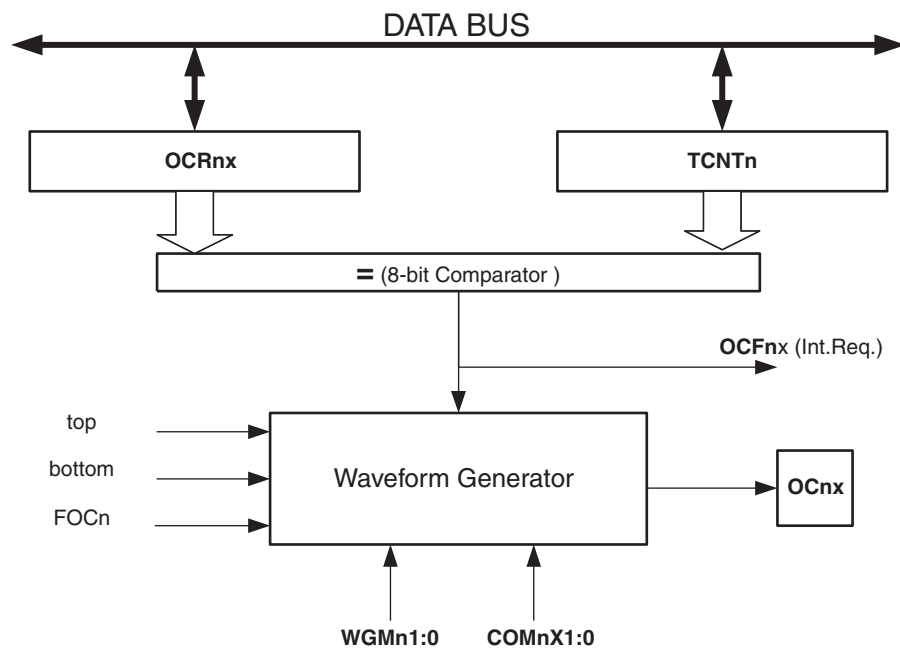 DATA BUS
OCRnx
TCNTn
= (8-bit Comparator )
OCFnx (Int.Req.)
top
bottom
FOCn
Waveform Generator
OCnx
WGMn1:0
COMnX1:0